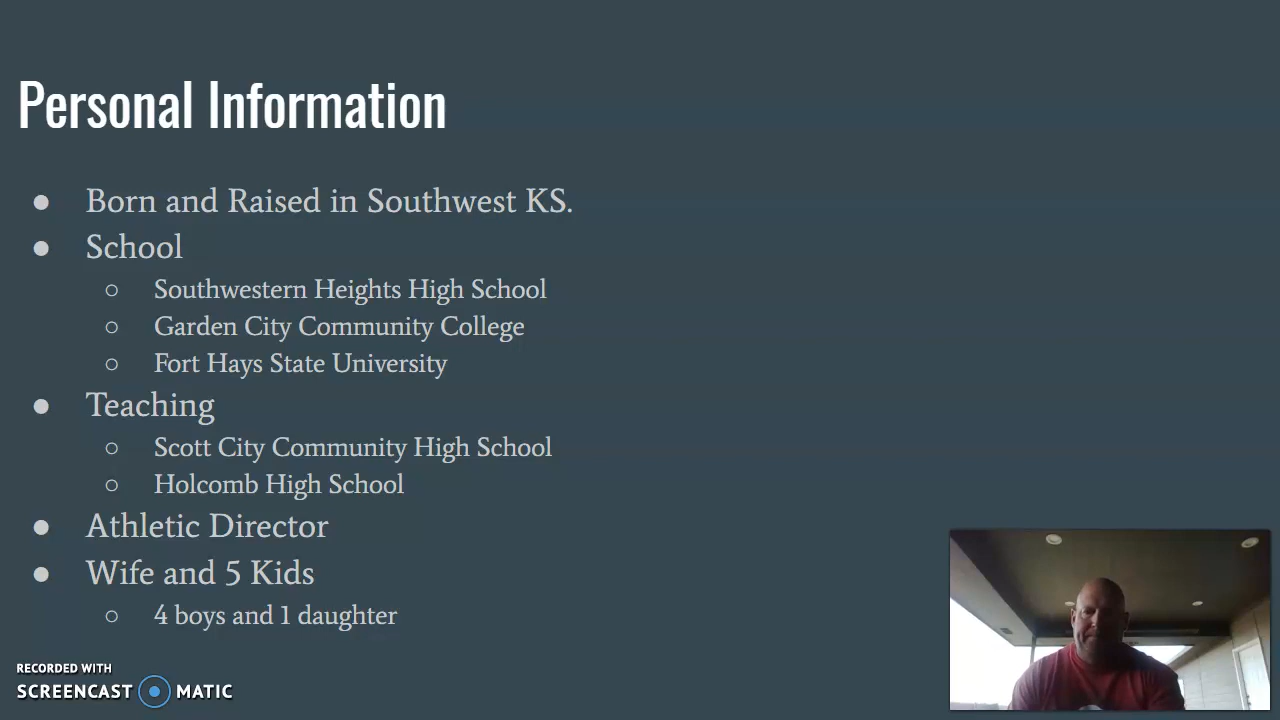 Personal Information
● Born and Raised in Southwest KS.
● School
○ Southwestern Heights High School
○ Garden City Community College
○ Fort Hays State University
● Teaching
○ Scott City Community High School
○ Holcomb High School
● Athletic Director
● Wife and 5 Kids
○ 4 boys and 1 daughter
RECORDED WITH
SCREENCAST MATIC